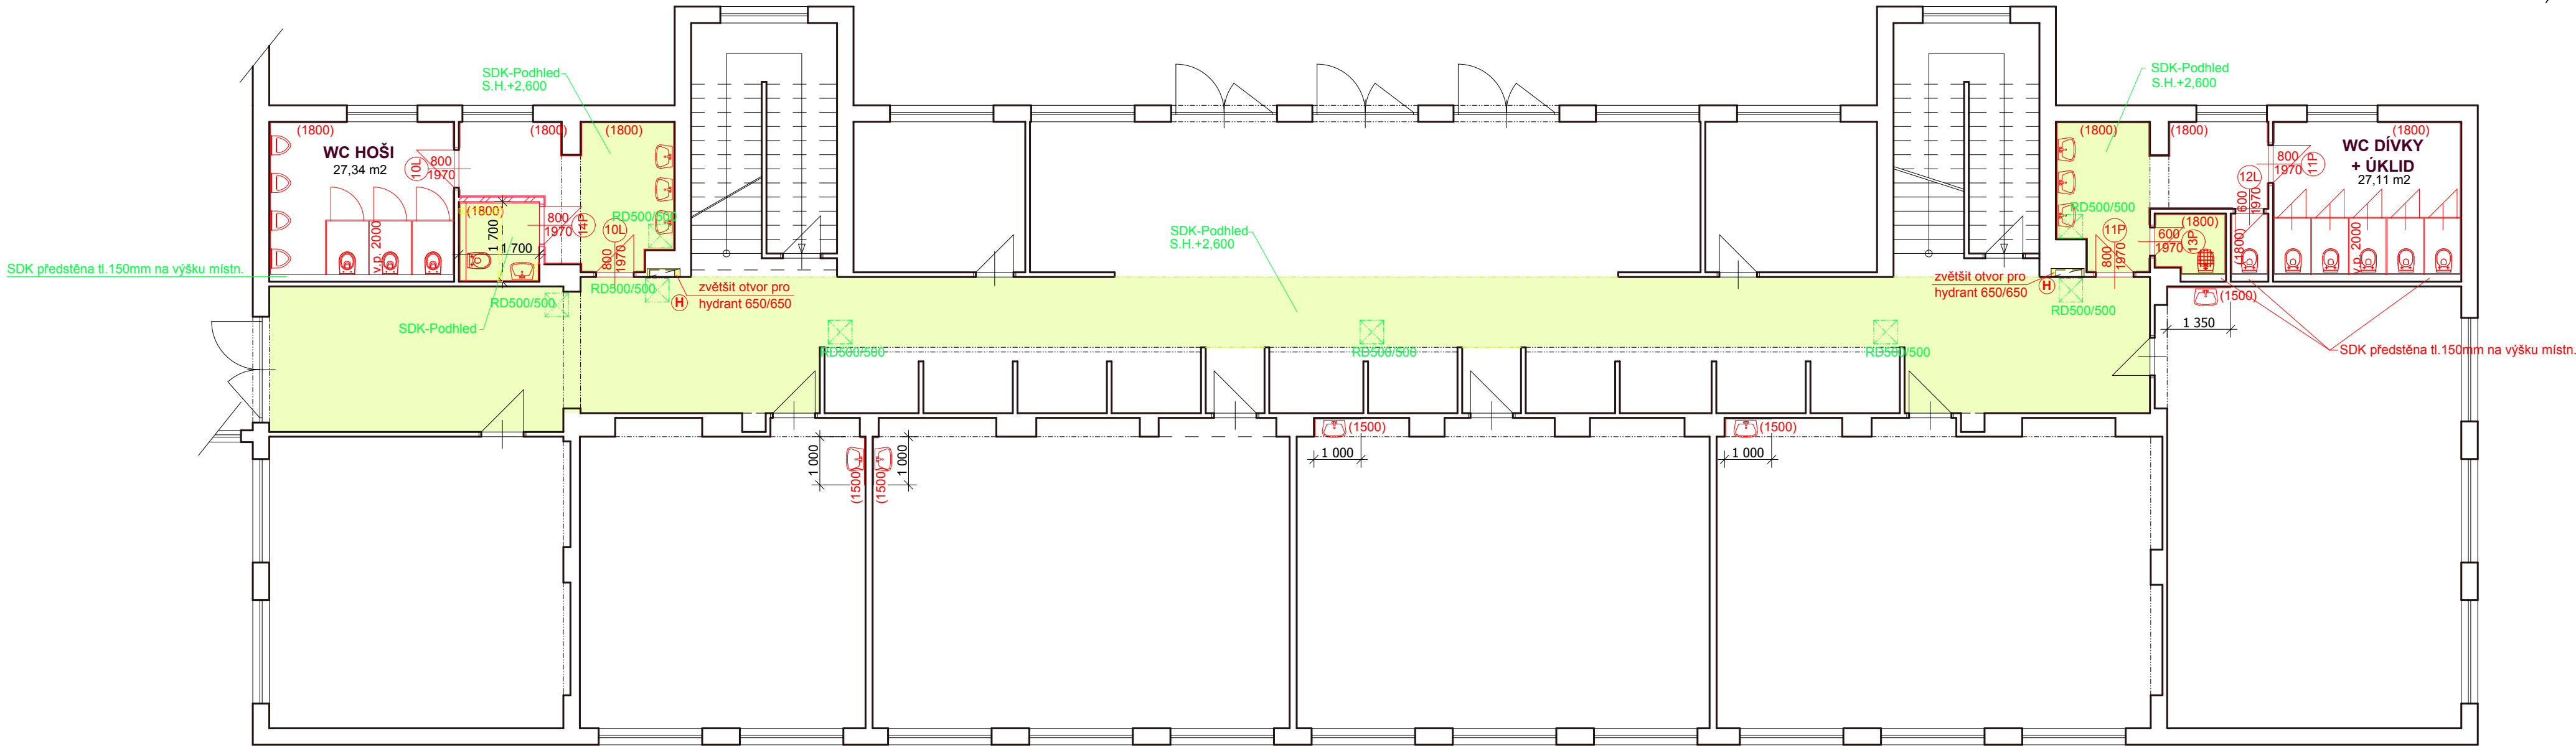 SDK-Podhled
S.H.+2,600
SDK-Podhled
S.H.+2,600
(1800)
(1800)
(1800)
WC HOŠI
27,34 m2
10L
800
1970
(1800)
1 700
1 700
v.p. 2000
800
1970
14P
10L
800
1970
RD500/500
SDK předstěna tl.150mm na výšku místn.
RD500/500
RD500/500
SDK-Podhled
H
zvětšit otvor pro
hydrant 650/650
SDK-Podhled
S.H.+2,600
RD500/500
RD500/500
RD500/500
(1800)
(1800)
(1800)
WC DÍVKY
+ ÚKLID
27,11 m2
800
1970
11P
12L
600
1970
RD500/500
11P
800
1970
600
1970
13P
(1800)
(1800)
v.p. 2000
zvětšit otvor pro
hydrant 650/650
H
RD500/500
(1500)
1 350
SDK předstěna tl.150mm na výšku místn.
1 000
(1500)
(1500)
1 000
(1500)
1 000
(1500)
1 000